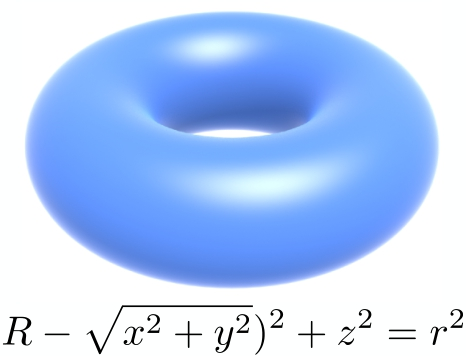 R − √(x² + y²))² + z² = r²